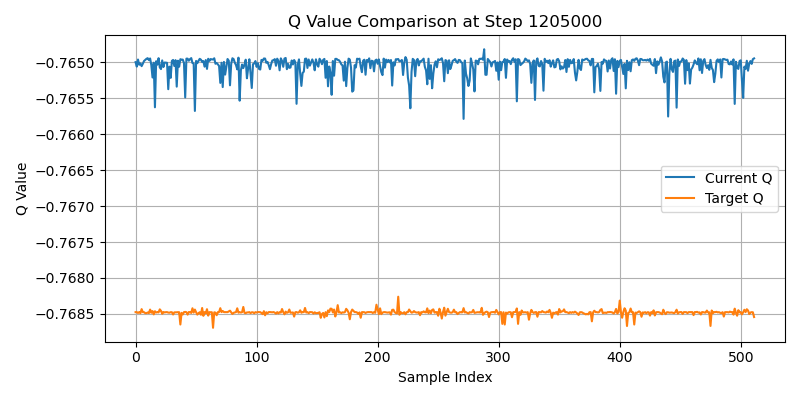 Q Value Comparison at Step 1205000
Q Value
−0.7650
−0.7655
−0.7660
−0.7665
−0.7670
−0.7675
−0.7680
−0.7685
Current Q
Target Q
0 100 200 300 400 500
Sample Index